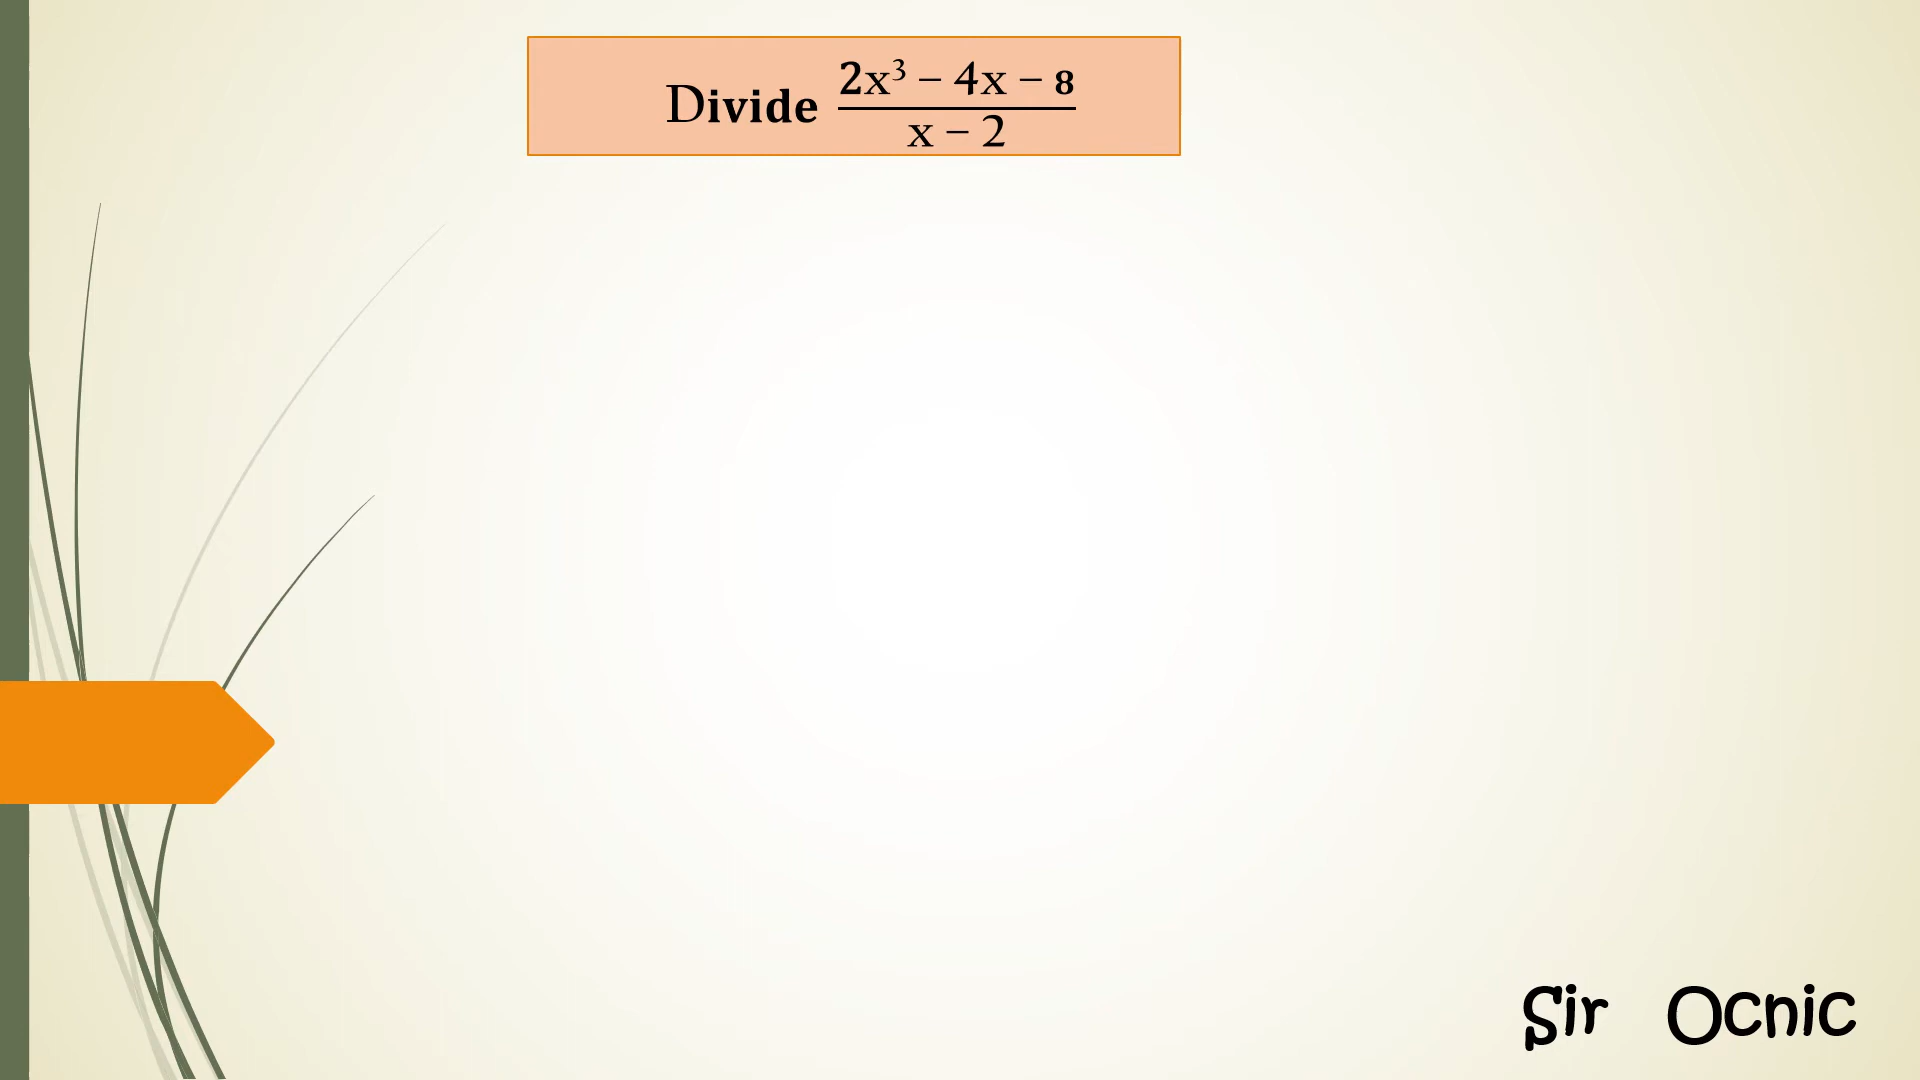 Divide 2x³ – 4x – 8
x – 2
Sir Ocnic